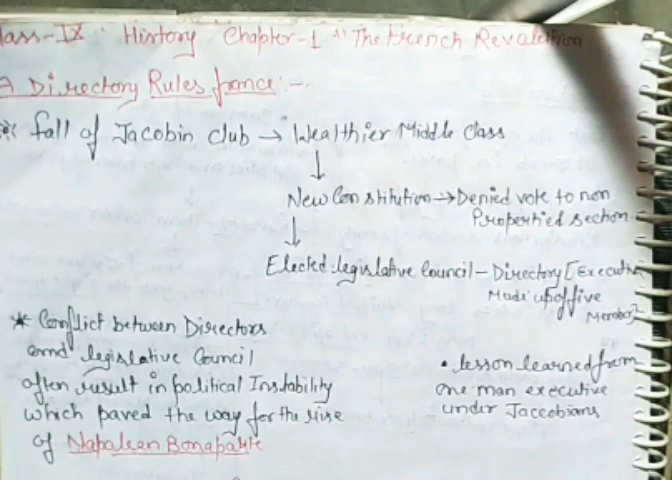 lass-IX History Chapter-1 "The French Revolution
A Directory Rules france :-
* fall of Jacobin club → Wealthier Middle class
↓
New Constitution → Denied vote to non
Propertied section
↓
Elected legislative Council - Directory [Executive
Made up of five
Member]
* Conflict between Directors
and legislative Council
often result in political Instability
which paved the way for the rise
of Napalean Bonaparte
• lesson learned from
one man executive
under Jaccobians